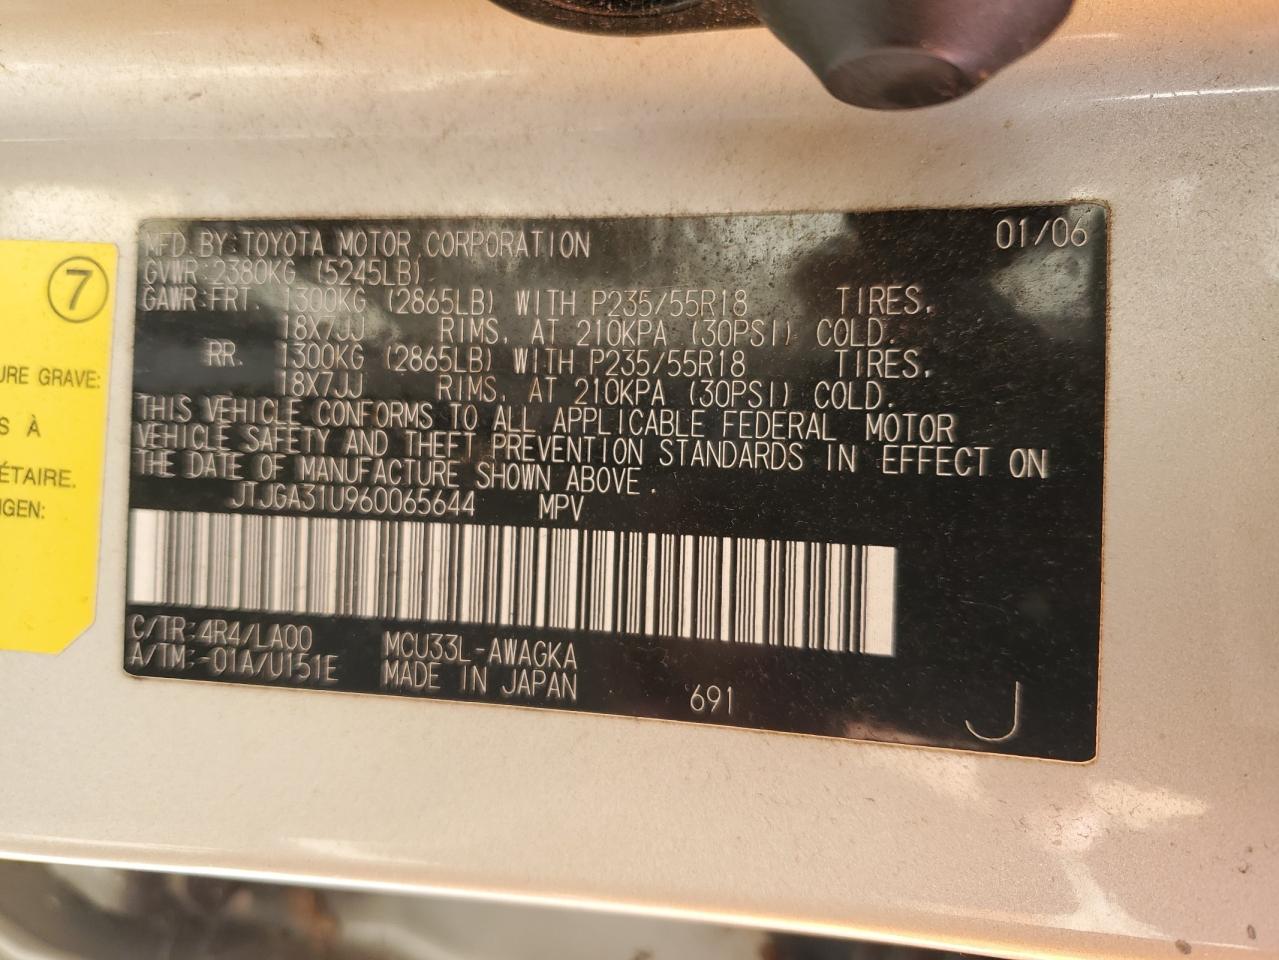 7
URE GRAVE:
S À
ÉTAIRE.
IGEN:
MFD.BY:TOYOTA MOTOR CORPORATION 01/06
GVWR:2380KG (5245LB)
GAWR:FRT. 1300KG (2865LB) WITH P235/55R18 TIRES.
18X7JJ RIMS. AT 210KPA (30PSI) COLD.
RR. 1300KG (2865LB) WITH P235/55R18 TIRES.
18X7JJ RIMS. AT 210KPA (30PSI) COLD.
THIS VEHICLE CONFORMS TO ALL APPLICABLE FEDERAL MOTOR
VEHICLE SAFETY AND THEFT PREVENTION STANDARDS IN EFFECT ON
THE DATE OF MANUFACTURE SHOWN ABOVE.
JTJGA31U960065644 MPV
C/TR:4R4/LA00 MCU33L-AWAGKA
A/TM:-01A/U151E MADE IN JAPAN 691 J